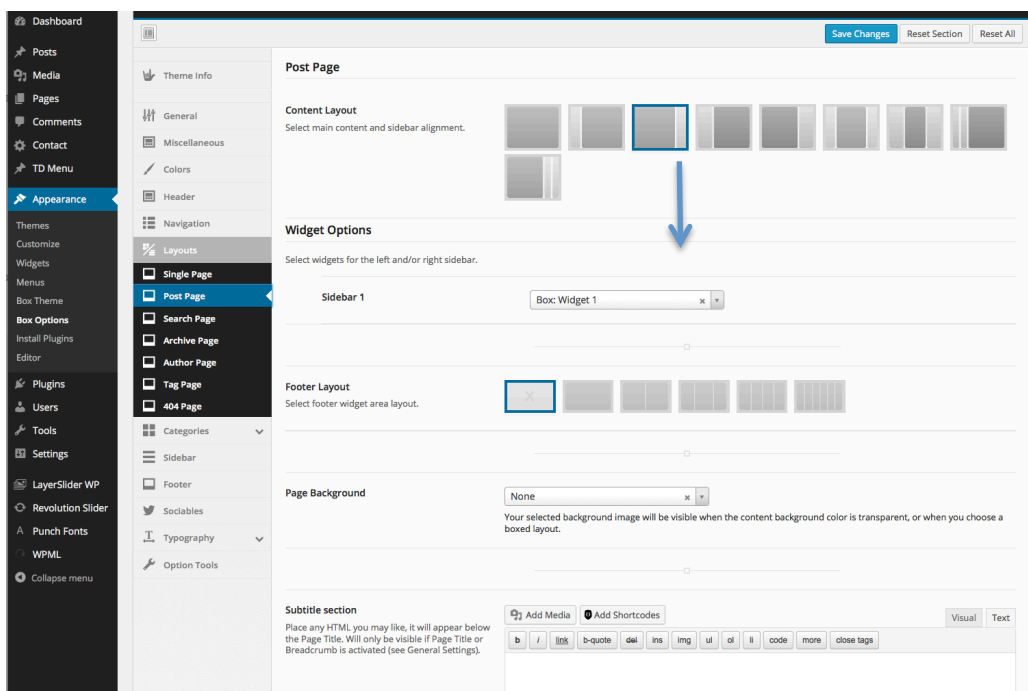 Dashboard
Posts
Media
Pages
Comments
Contact
TD Menu
Appearance
Themes
Customize
Widgets
Menus
Box Theme
Box Options
Install Plugins
Editor
Plugins
Users
Tools
Settings
LayerSlider WP
Revolution Slider
A Punch Fonts
WPML
Collapse menu
Save Changes Reset Section Reset All
Theme Info
General
Miscellaneous
Colors
Header
Navigation
Layouts
Single Page
Post Page
Search Page
Archive Page
Author Page
Tag Page
404 Page
Categories
Sidebar
Footer
Sociables
Typography
Option Tools
Post Page
Content Layout
Select main content and sidebar alignment.
Widget Options
Select widgets for the left and/or right sidebar.
Sidebar 1
Box: Widget 1
Footer Layout
Select footer widget area layout.
X
Page Background
None
Your selected background image will be visible when the content background color is transparent, or when you choose a
boxed layout.
Subtitle section
Place any HTML you may like, it will appear below
the Page Title. Will only be visible if Page Title or
Breadcrumb is activated (see General Settings).
Add Media Add Shortcodes
Visual Text
b i link b-quote del ins img ul ol li code more close tags